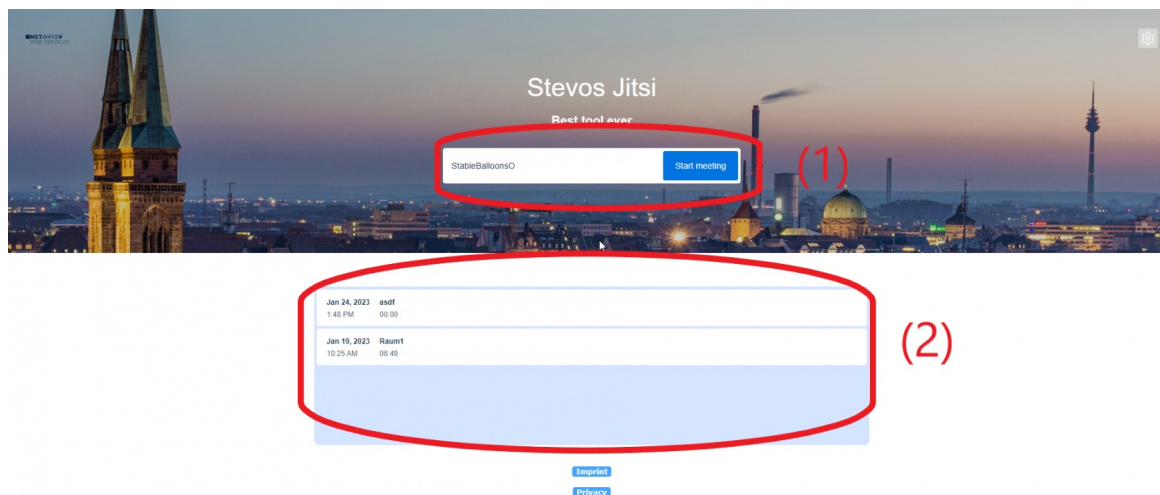 NETWAYS
WEB SERVICES
Stevos Jitsi
Best tool ever
StableBalloonsO
Start meeting
(1)
Jan 24, 2023 asdf
1:48 PM 00:00
Jan 19, 2023 Raum1
10:25 AM 06:49
(2)
Imprint
Privacy